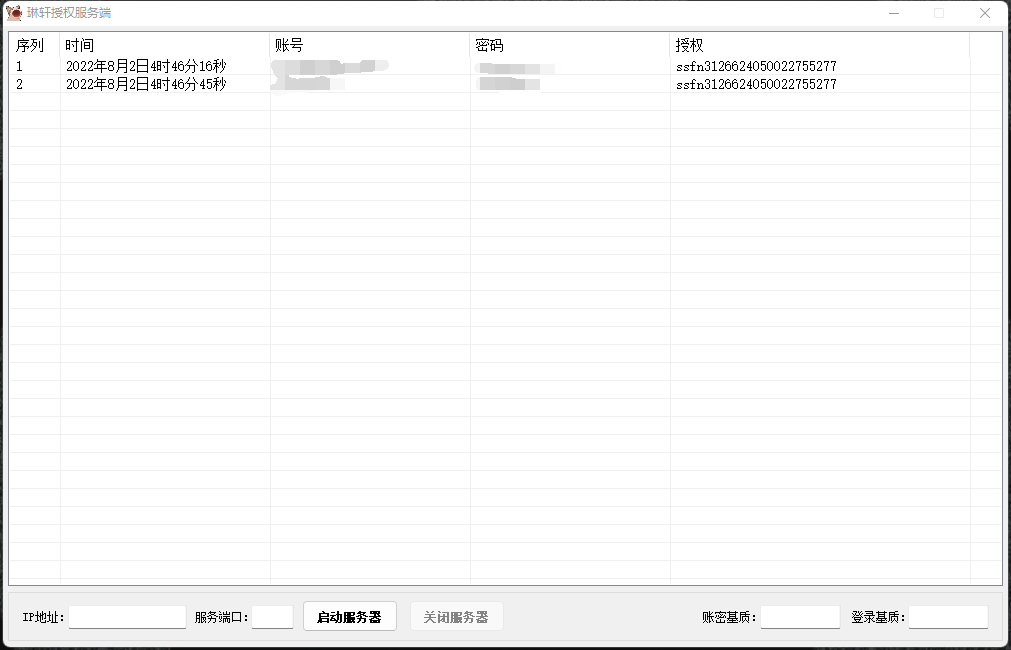 琳轩授权服务端
序列 时间 账号 密码 授权
1 2022年8月2日4时46分16秒 ssfn3126624050022755277
2 2022年8月2日4时46分45秒 ssfn3126624050022755277
IP地址: 服务端口: 启动服务器 关闭服务器 账密基质: 登录基质: